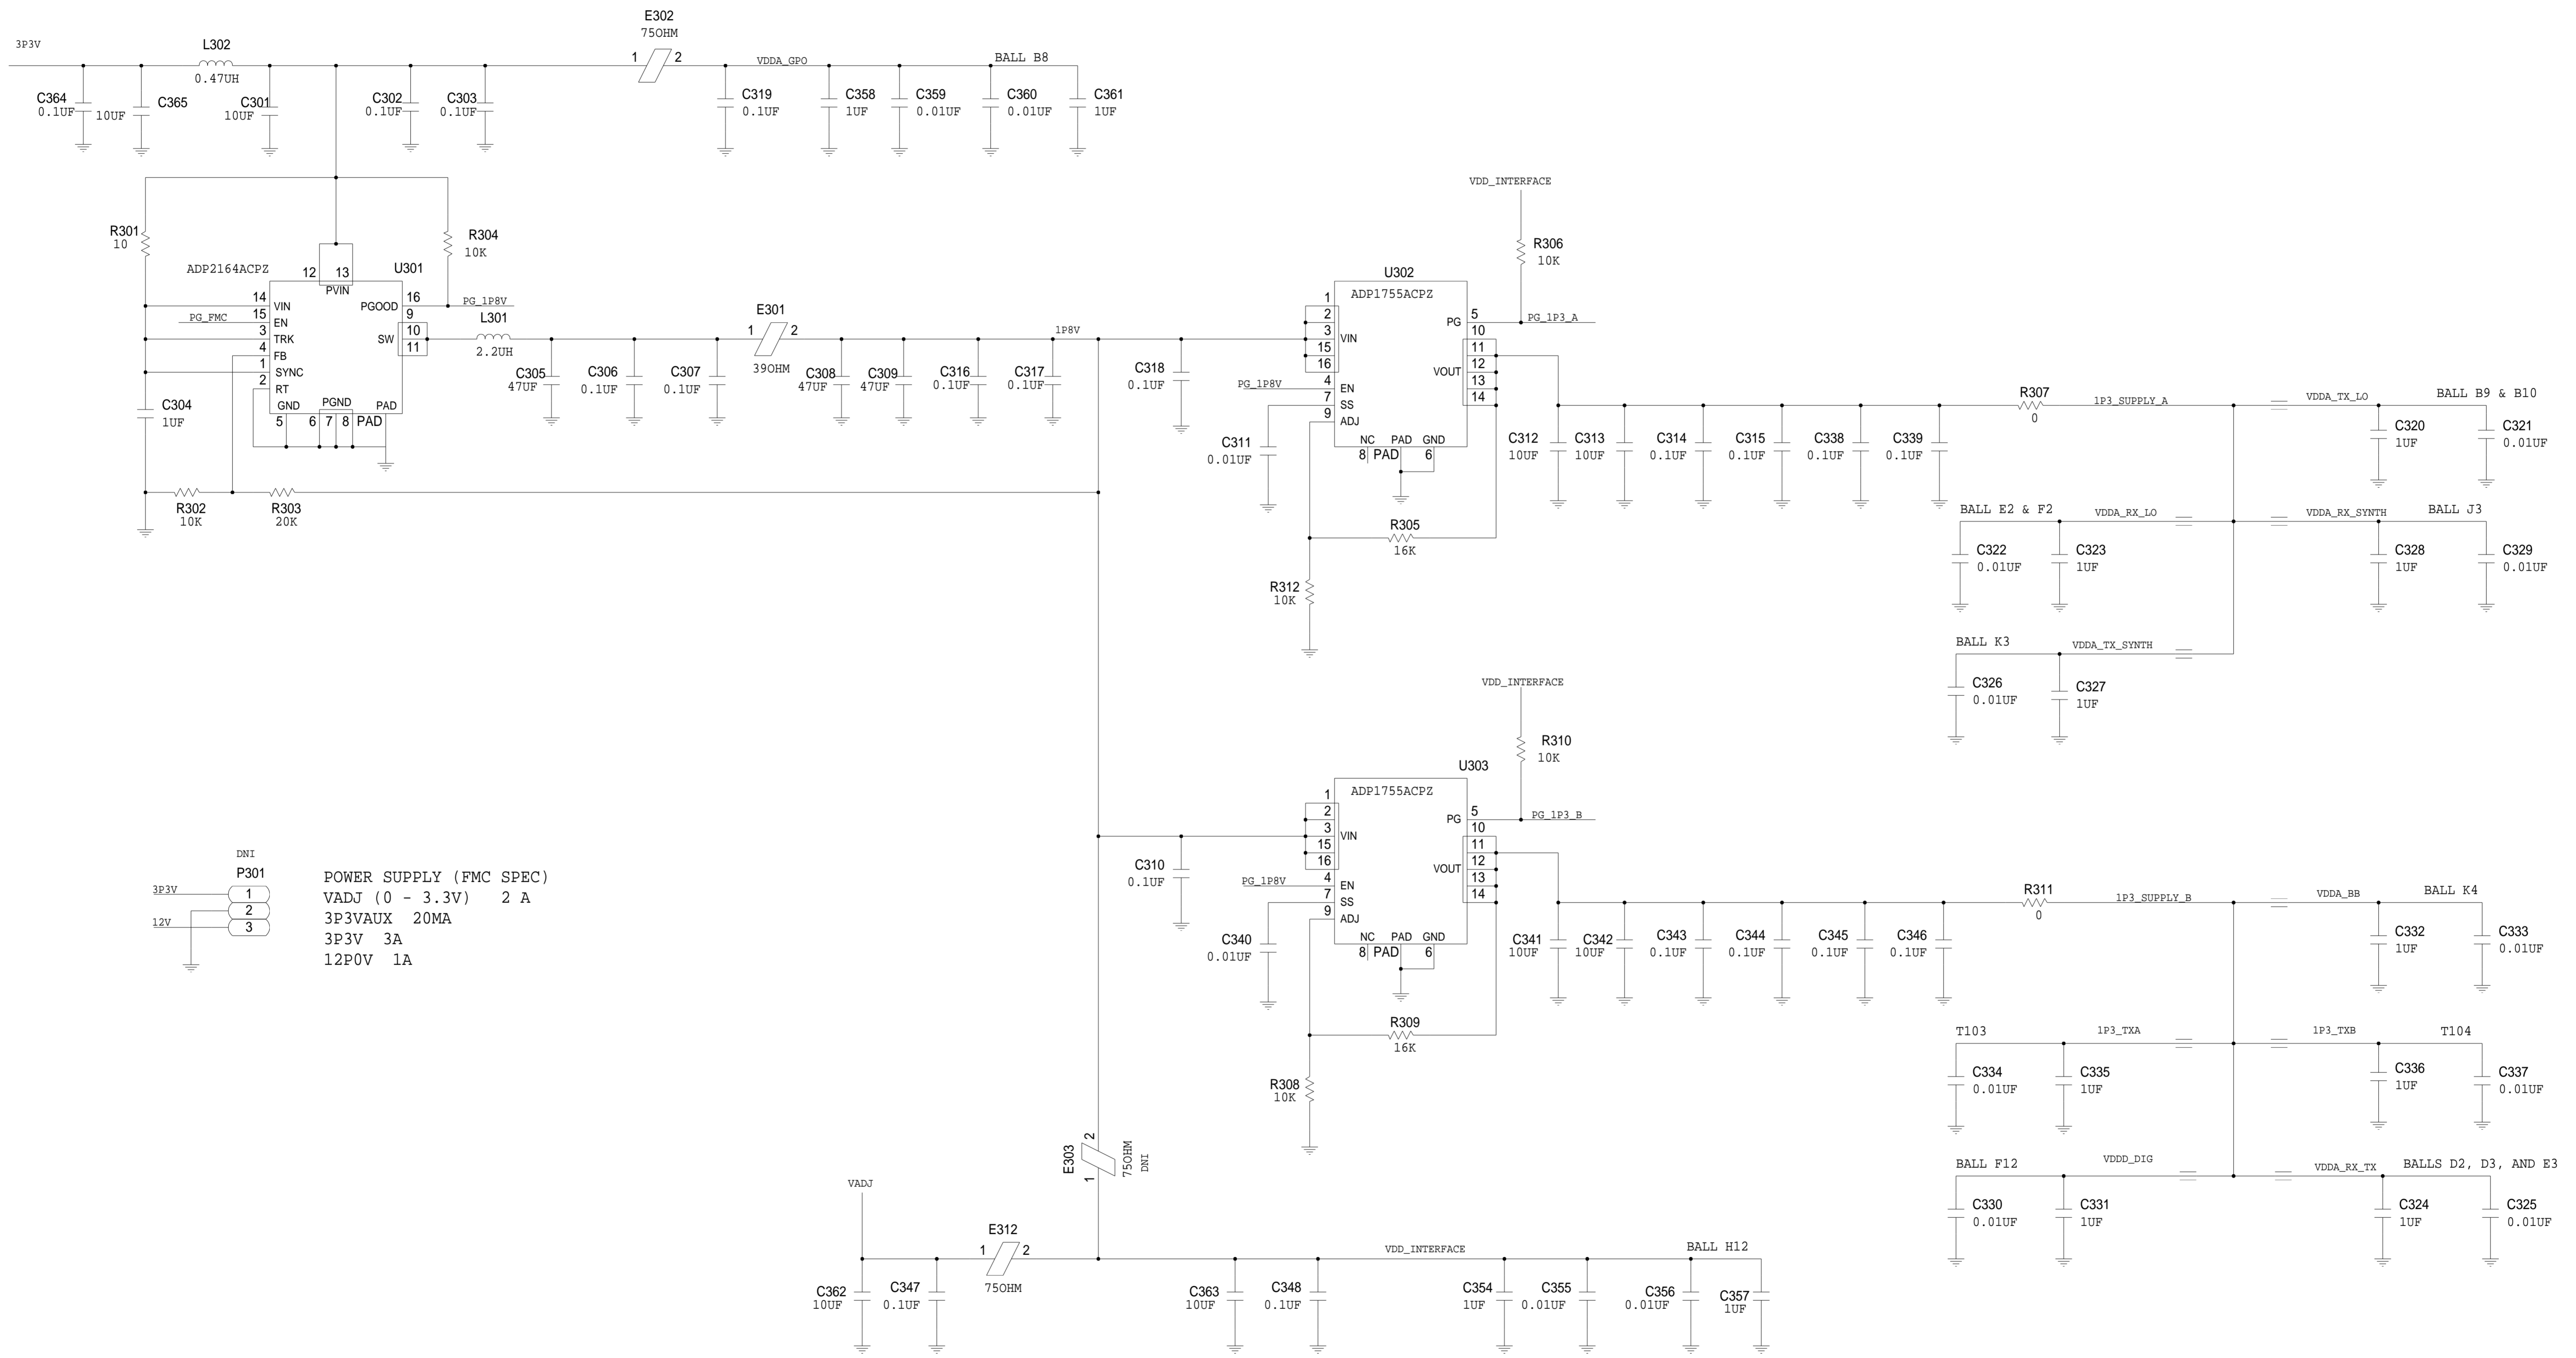 E302
75OHM
3P3V
L302
1
2
VDDA_GPO
BALL B8
0.47UH
C364
0.1UF
10UF
C365
C301
10UF
C302
0.1UF
C303
0.1UF
C319
0.1UF
C358
1UF
C359
0.01UF
C360
0.01UF
C361
1UF
R301
10
R304
10K
ADP2164ACPZ
12
13
U301
PVIN
14
VIN
PGOOD
16
PG_1P8V
PG_FMC
15
EN
9
3
TRK
SW
10
4
FB
11
1
SYNC
2
RT
GND
PGND
PAD
5
6
7
8
PAD
C304
1UF
L301
2.2UH
R302
10K
R303
20K
C305
47UF
C306
0.1UF
C307
0.1UF
E301
1
2
39OHM
1P8V
C308
47UF
C309
47UF
C316
0.1UF
C317
0.1UF
C318
0.1UF
VDD_INTERFACE
R306
10K
U302
ADP1755ACPZ
1
2
3
15
16
VIN
PG
5
PG_1P3_A
10
11
12
13
14
VOUT
PG_1P8V
4
EN
7
SS
9
ADJ
NC
PAD
GND
8
PAD
6
C311
0.01UF
R305
16K
R312
10K
C312
10UF
C313
10UF
C314
0.1UF
C315
0.1UF
C338
0.1UF
C339
0.1UF
R307
0
1P3_SUPPLY_A
VDDA_TX_LO
BALL B9 & B10
C320
1UF
C321
0.01UF
BALL E2 & F2
VDDA_RX_LO
VDDA_RX_SYNTH
BALL J3
C322
0.01UF
C323
1UF
C328
1UF
C329
0.01UF
BALL K3
VDDA_TX_SYNTH
C326
0.01UF
C327
1UF
VDD_INTERFACE
R310
10K
U303
ADP1755ACPZ
1
2
3
15
16
VIN
PG
5
PG_1P3_B
10
11
12
13
14
VOUT
PG_1P8V
4
EN
7
SS
9
ADJ
NC
PAD
GND
8
PAD
6
C310
0.1UF
C340
0.01UF
R309
16K
R308
10K
C341
10UF
C342
10UF
C343
0.1UF
C344
0.1UF
C345
0.1UF
C346
0.1UF
R311
0
1P3_SUPPLY_B
VDDA_BB
BALL K4
C332
1UF
C333
0.01UF
T103
1P3_TXA
1P3_TXB
T104
C334
0.01UF
C335
1UF
C336
1UF
C337
0.01UF
BALL F12
VDDD_DIG
VDDA_RX_TX
BALLS D2, D3, AND E3
C330
0.01UF
C331
1UF
C324
1UF
C325
0.01UF
DNI
P301
3P3V
1
2
12V
3
POWER SUPPLY (FMC SPEC)
VADJ (0 - 3.3V) 2 A
3P3VAUX 20MA
3P3V 3A
12P0V 1A
E303
2
1
75OHM
DNI
VADJ
E312
1
2
75OHM
VDD_INTERFACE
BALL H12
C362
10UF
C347
0.1UF
C363
10UF
C348
0.1UF
C354
1UF
C355
0.01UF
C356
0.01UF
C357
1UF